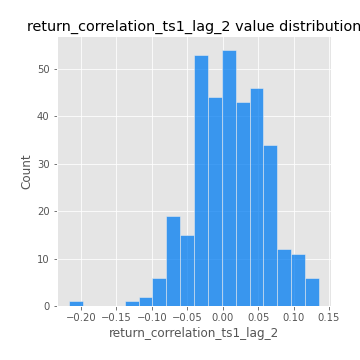 return_correlation_ts1_lag_2 value distribution
50
40
30
20
10
0
Count
−0.20 −0.15 −0.10 −0.05 0.00 0.05 0.10 0.15
return_correlation_ts1_lag_2